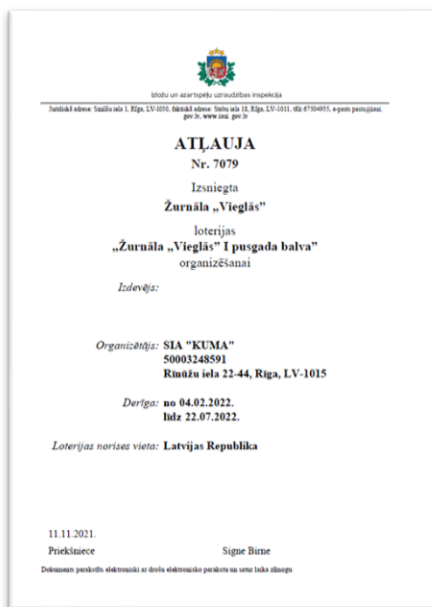 Izložu un azartspēļu uzraudzības inspekcija
Juridiskā adrese: Smilšu iela 1, Rīga, LV-1050, faktiskā adrese: Stabu iela 18, Rīga, LV-1011, tālr. 67504955, e-pasts pasts@iaui.
gov.lv, www.iaui. gov.lv
ATĻAUJA
Nr. 7079
Izsniegta
Žurnāla „Vieglās”
loterijas
„Žurnāla „Vieglās” I pusgada balva”
organizēšanai
Izdevējs:
Organizētājs: SIA "KUMA"
50003248591
Rīnūžu iela 22-44, Rīga, LV-1015
Derīga: no 04.02.2022.
līdz 22.07.2022.
Loterijas norises vieta: Latvijas Republika
11.11.2021.
Priekšniece Signe Birne
Dokuments parakstīts elektroniski ar drošu elektronisko parakstu un satur laika zīmogu